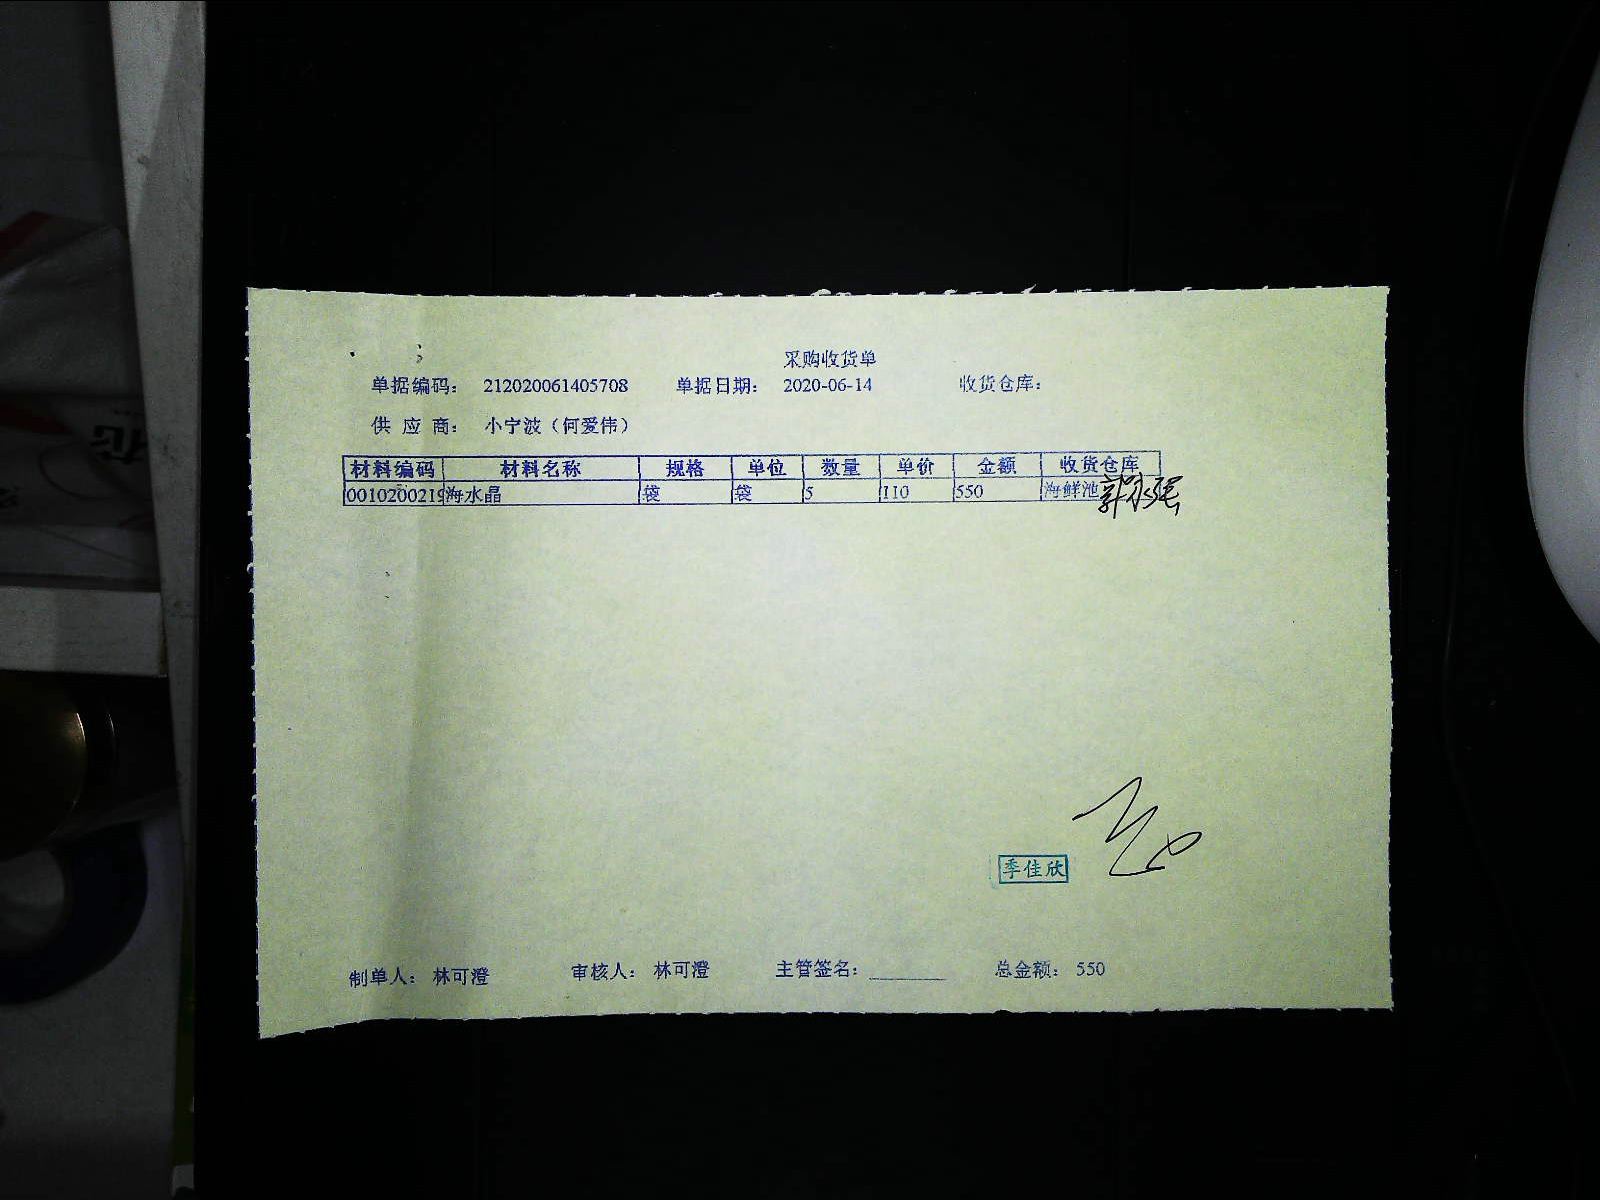 采购收货单
单据编码： 212020061405708 单据日期： 2020-06-14 收货仓库：
供 应 商： 小宁波（何爱伟）
材料编码 材料名称 规格 单位 数量 单价 金额 收货仓库
0010200219 海水晶 袋 袋 5 110 550 海鲜池
郭永强
季佳欣
制单人： 林可澄 审核人： 林可澄 主管签名： 总金额： 550